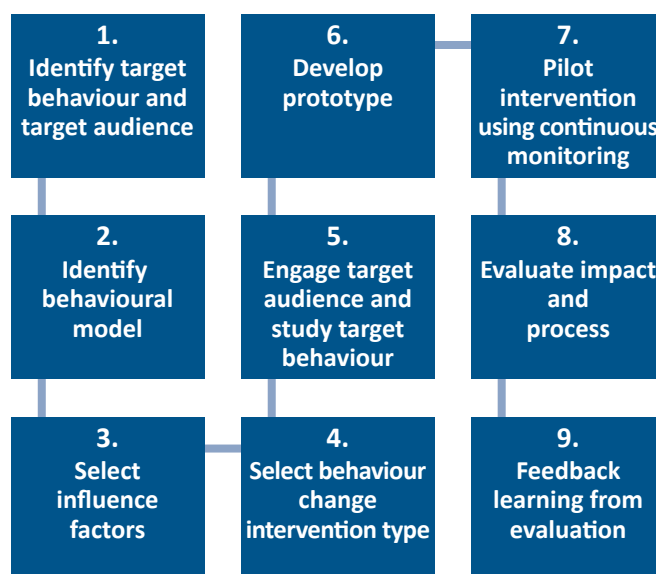 1.
Identify target
behaviour and
target audience
2.
Identify
behavioural
model
3.
Select
influence
factors
4.
Select behaviour
change
intervention type
5.
Engage target
audience and
study target
behaviour
6.
Develop
prototype
7.
Pilot
intervention
using continuous
monitoring
8.
Evaluate impact
and
process
9.
Feedback
learning from
evaluation